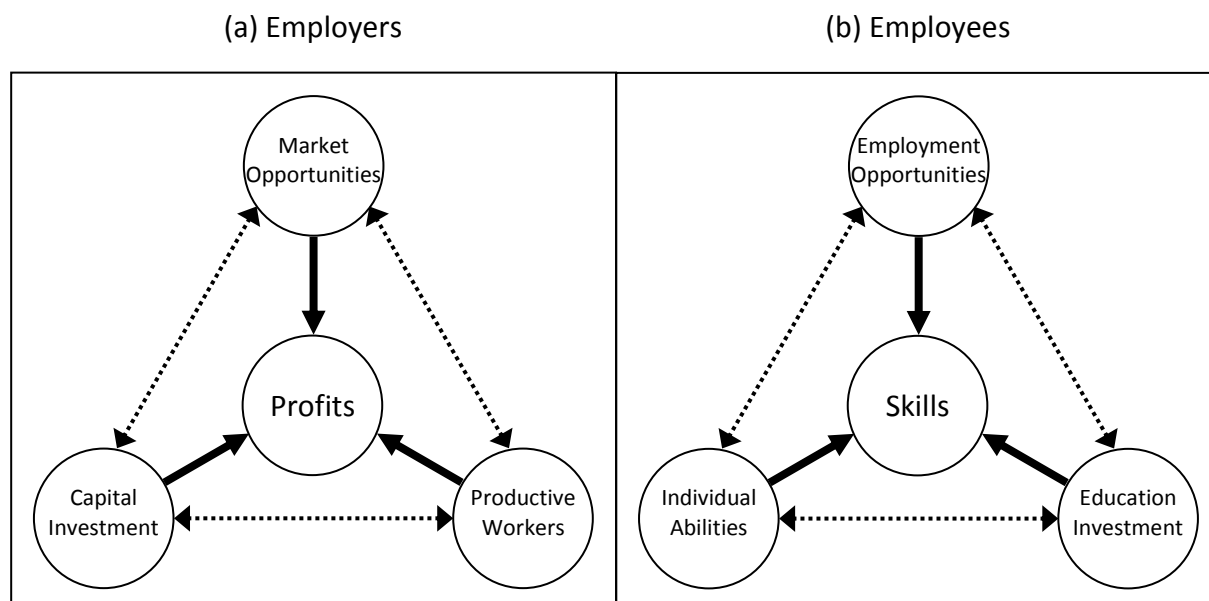 (a) Employers
(b) Employees
Market
Opportunities
Profits
Capital
Investment
Productive
Workers
Employment
Opportunities
Skills
Individual
Abilities
Education
Investment